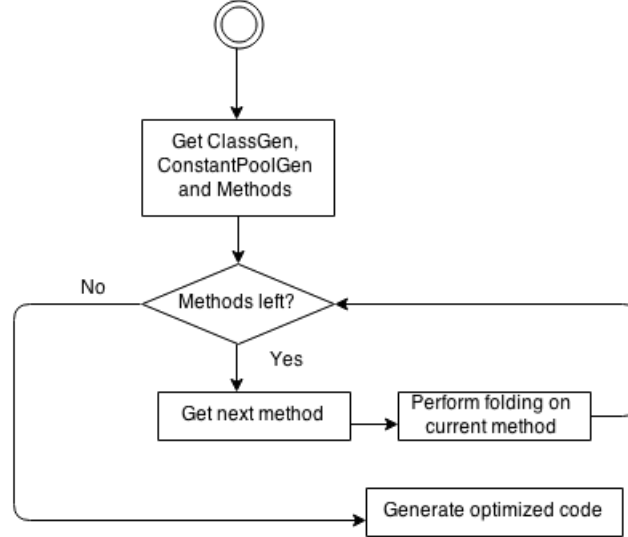 Get ClassGen,
ConstantPoolGen
and Methods
No
Methods left?
Yes
Get next method
Perform folding on
current method
Generate optimized code